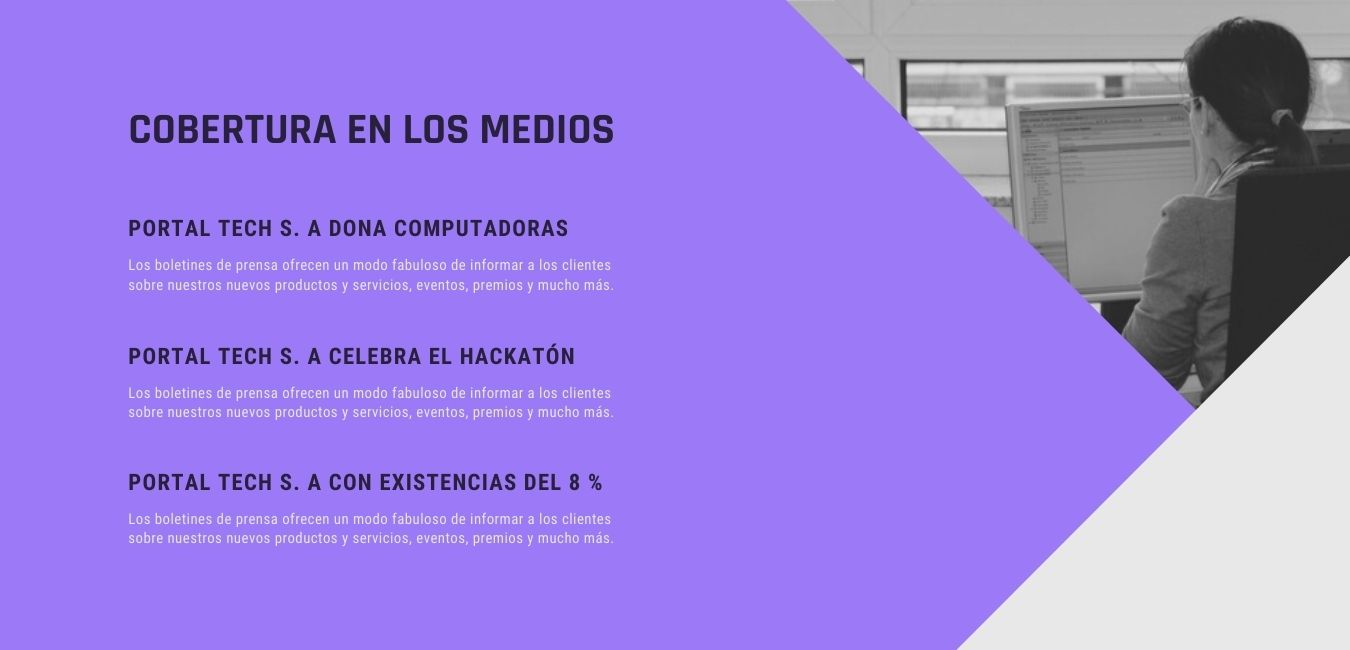 COBERTURA EN LOS MEDIOS
PORTAL TECH S. A DONA COMPUTADORAS
Los boletines de prensa ofrecen un modo fabuloso de informar a los clientes
sobre nuestros nuevos productos y servicios, eventos, premios y mucho más.
PORTAL TECH S. A CELEBRA EL HACKATÓN
Los boletines de prensa ofrecen un modo fabuloso de informar a los clientes
sobre nuestros nuevos productos y servicios, eventos, premios y mucho más.
PORTAL TECH S. A CON EXISTENCIAS DEL 8 %
Los boletines de prensa ofrecen un modo fabuloso de informar a los clientes
sobre nuestros nuevos productos y servicios, eventos, premios y mucho más.